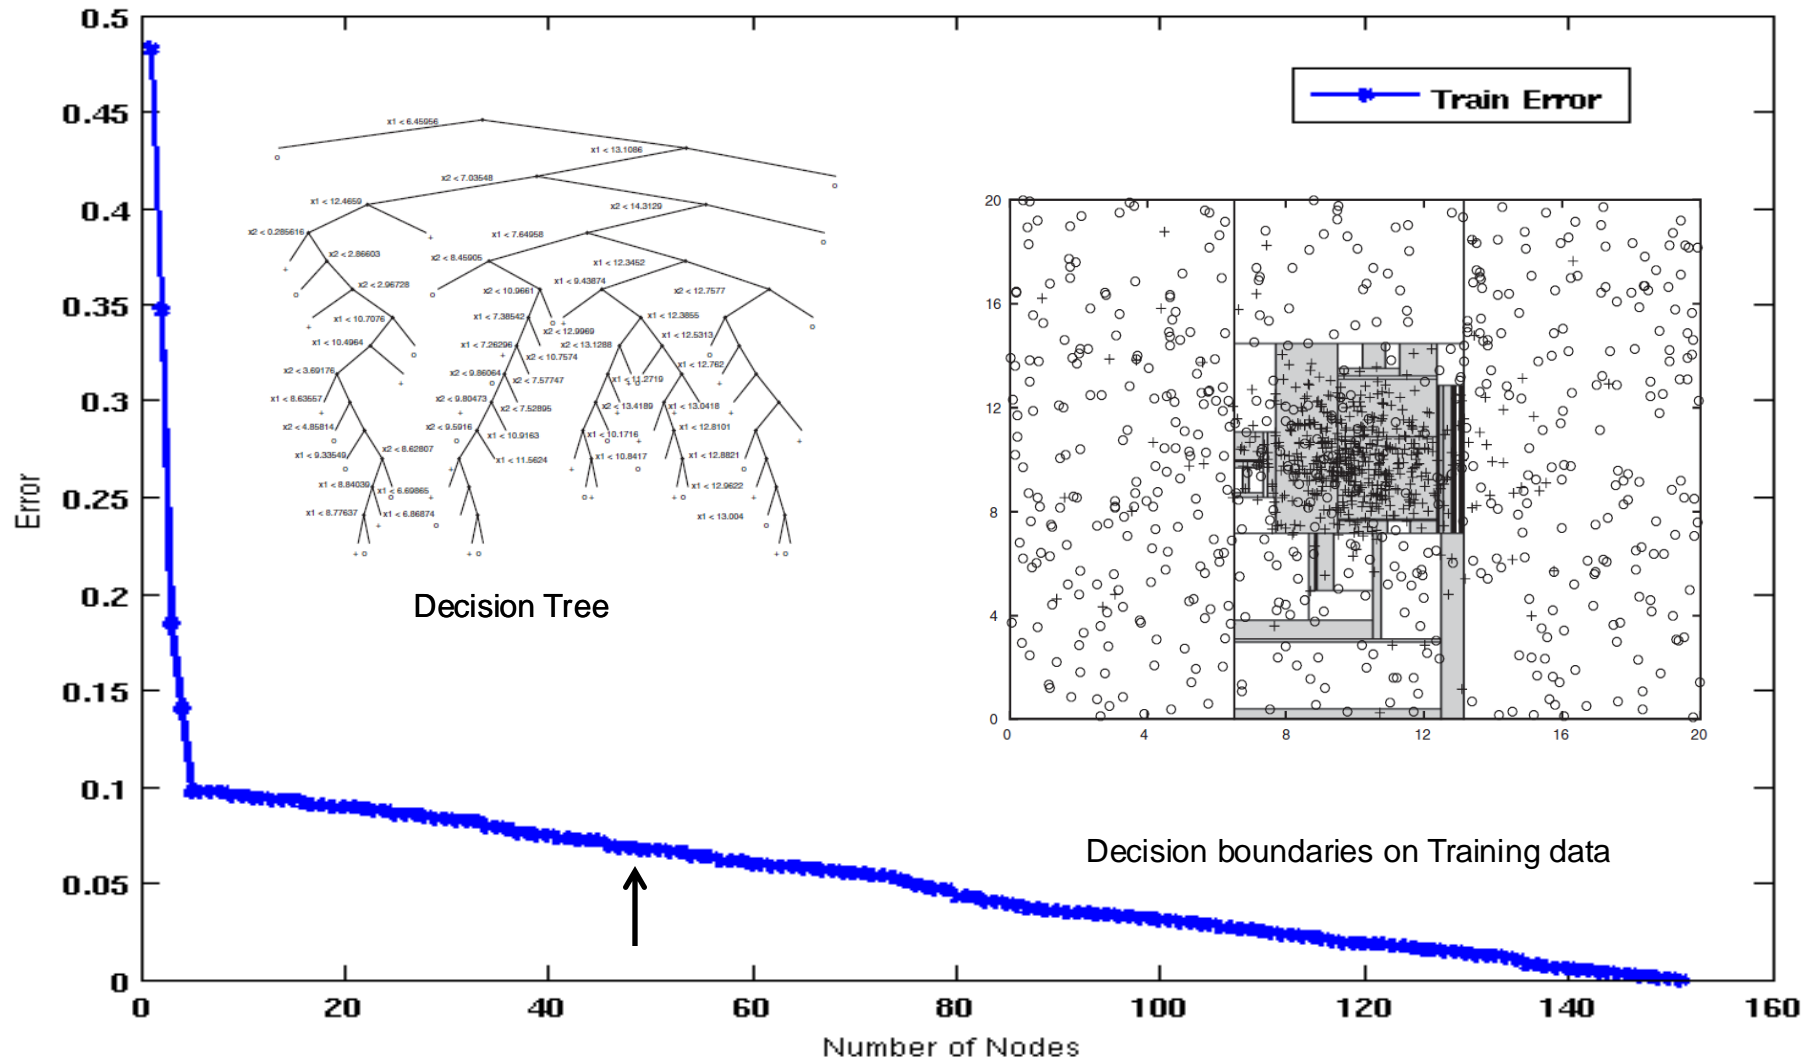 0.5
0.45
0.4
0.35
0.3
0.25
0.2
0.15
0.1
0.05
0
Error
0 20 40 60 80 100 120 140 160
Number of Nodes
Train Error
x1 < 6.45956
o
x1 < 13.1086
x2 < 7.03548
o
x1 < 12.4659
x2 < 14.3129
x2 < 0.285616
+
x1 < 7.64958
o
x2 < 2.86603
x2 < 8.45905
x1 < 12.3452
+
x2 < 2.96728
x1 < 9.43874
o
o
x2 < 10.9661
x2 < 12.7577
+
x1 < 10.7076
x1 < 7.38542
o
+
x1 < 12.3855
o
x1 < 10.4964
x2 < 12.9969
x1 < 12.5313
o
x1 < 7.26296
x2 < 13.1288
+
x2 < 10.7574
o
x1 < 12.762
x2 < 3.69176
x2 < 9.86064
+
o
x2 < 7.57747
+
x1 < 8.63557
x2 < 9.80473
x2 < 7.52895
x2 < 13.4189
x1 < 13.0418
+
+
x2 < 4.85814
x2 < 9.5916
x1 < 10.9163
x1 < 10.1716
x1 < 12.8101
+
o
x2 < 8.62807
o
x1 < 9.33549
x1 < 11.5624
x1 < 10.8417
x1 < 12.8821
o
+
+
o
o
x1 < 8.84039
x1 < 6.69865
x1 < 12.9622
+
o
+
o +
+ o
+
x1 < 8.77637
x1 < 6.86874
x1 < 13.004
+
o
o
+ o
+ o
+ o
Decision Tree
20
16
12
8
4
0
0 4 8 12 16 20
Decision boundaries on Training data